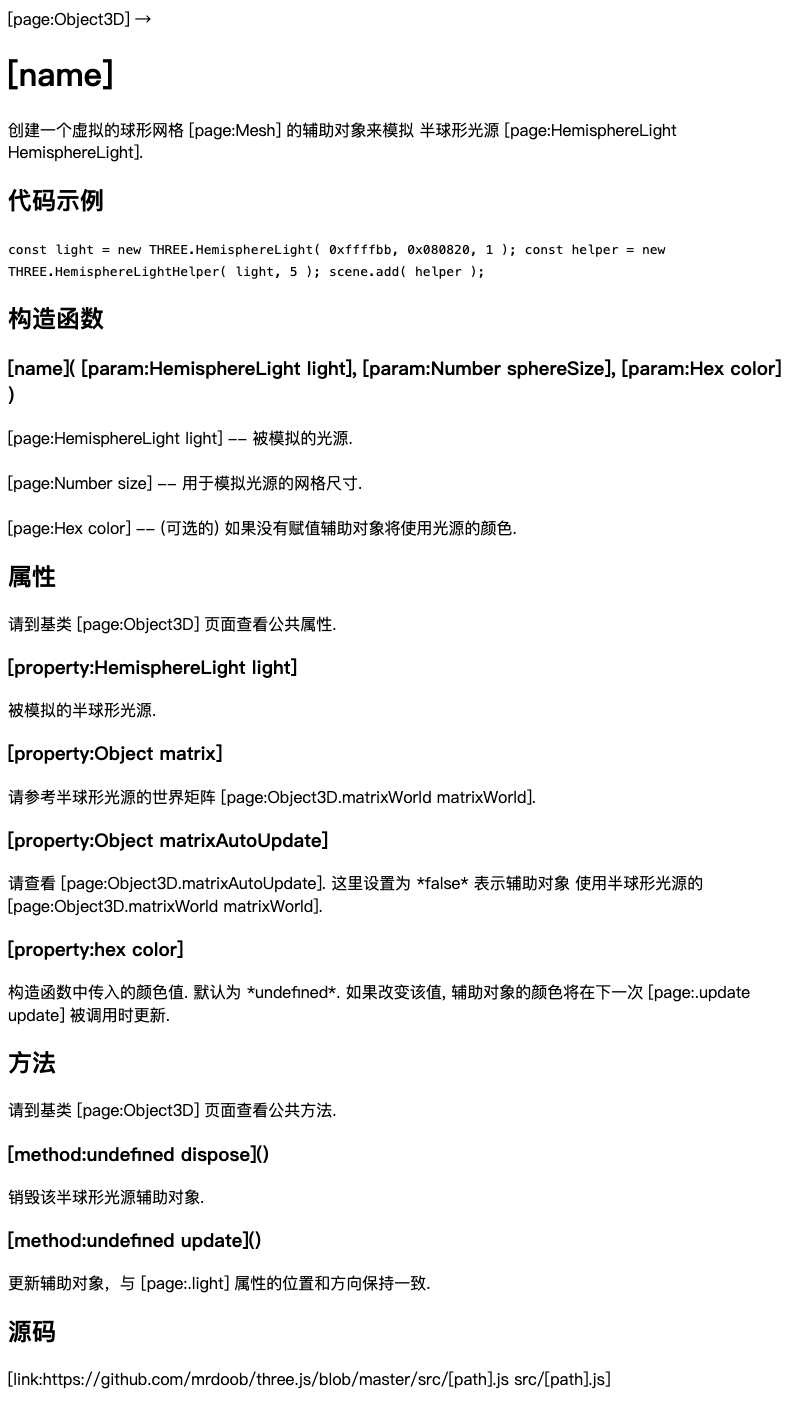 [page:Object3D] →
[name]
创建一个虚拟的球形网格 [page:Mesh] 的辅助对象来模拟 半球形光源 [page:HemisphereLight
HemisphereLight].
代码示例
const light = new THREE.HemisphereLight( 0xffffbb, 0x080820, 1 ); const helper = new
THREE.HemisphereLightHelper( light, 5 ); scene.add( helper );
构造函数
[name]( [param:HemisphereLight light], [param:Number sphereSize], [param:Hex color]
)
[page:HemisphereLight light] -- 被模拟的光源.
[page:Number size] -- 用于模拟光源的网格尺寸.
[page:Hex color] -- (可选的) 如果没有赋值辅助对象将使用光源的颜色.
属性
请到基类 [page:Object3D] 页面查看公共属性.
[property:HemisphereLight light]
被模拟的半球形光源.
[property:Object matrix]
请参考半球形光源的世界矩阵 [page:Object3D.matrixWorld matrixWorld].
[property:Object matrixAutoUpdate]
请查看 [page:Object3D.matrixAutoUpdate]. 这里设置为 *false* 表示辅助对象 使用半球形光源的
[page:Object3D.matrixWorld matrixWorld].
[property:hex color]
构造函数中传入的颜色值. 默认为 *undefined*. 如果改变该值, 辅助对象的颜色将在下一次 [page:.update
update] 被调用时更新.
方法
请到基类 [page:Object3D] 页面查看公共方法.
[method:undefined dispose]()
销毁该半球形光源辅助对象.
[method:undefined update]()
更新辅助对象，与 [page:.light] 属性的位置和方向保持一致.
源码
[link:https://github.com/mrdoob/three.js/blob/master/src/[path].js src/[path].js]